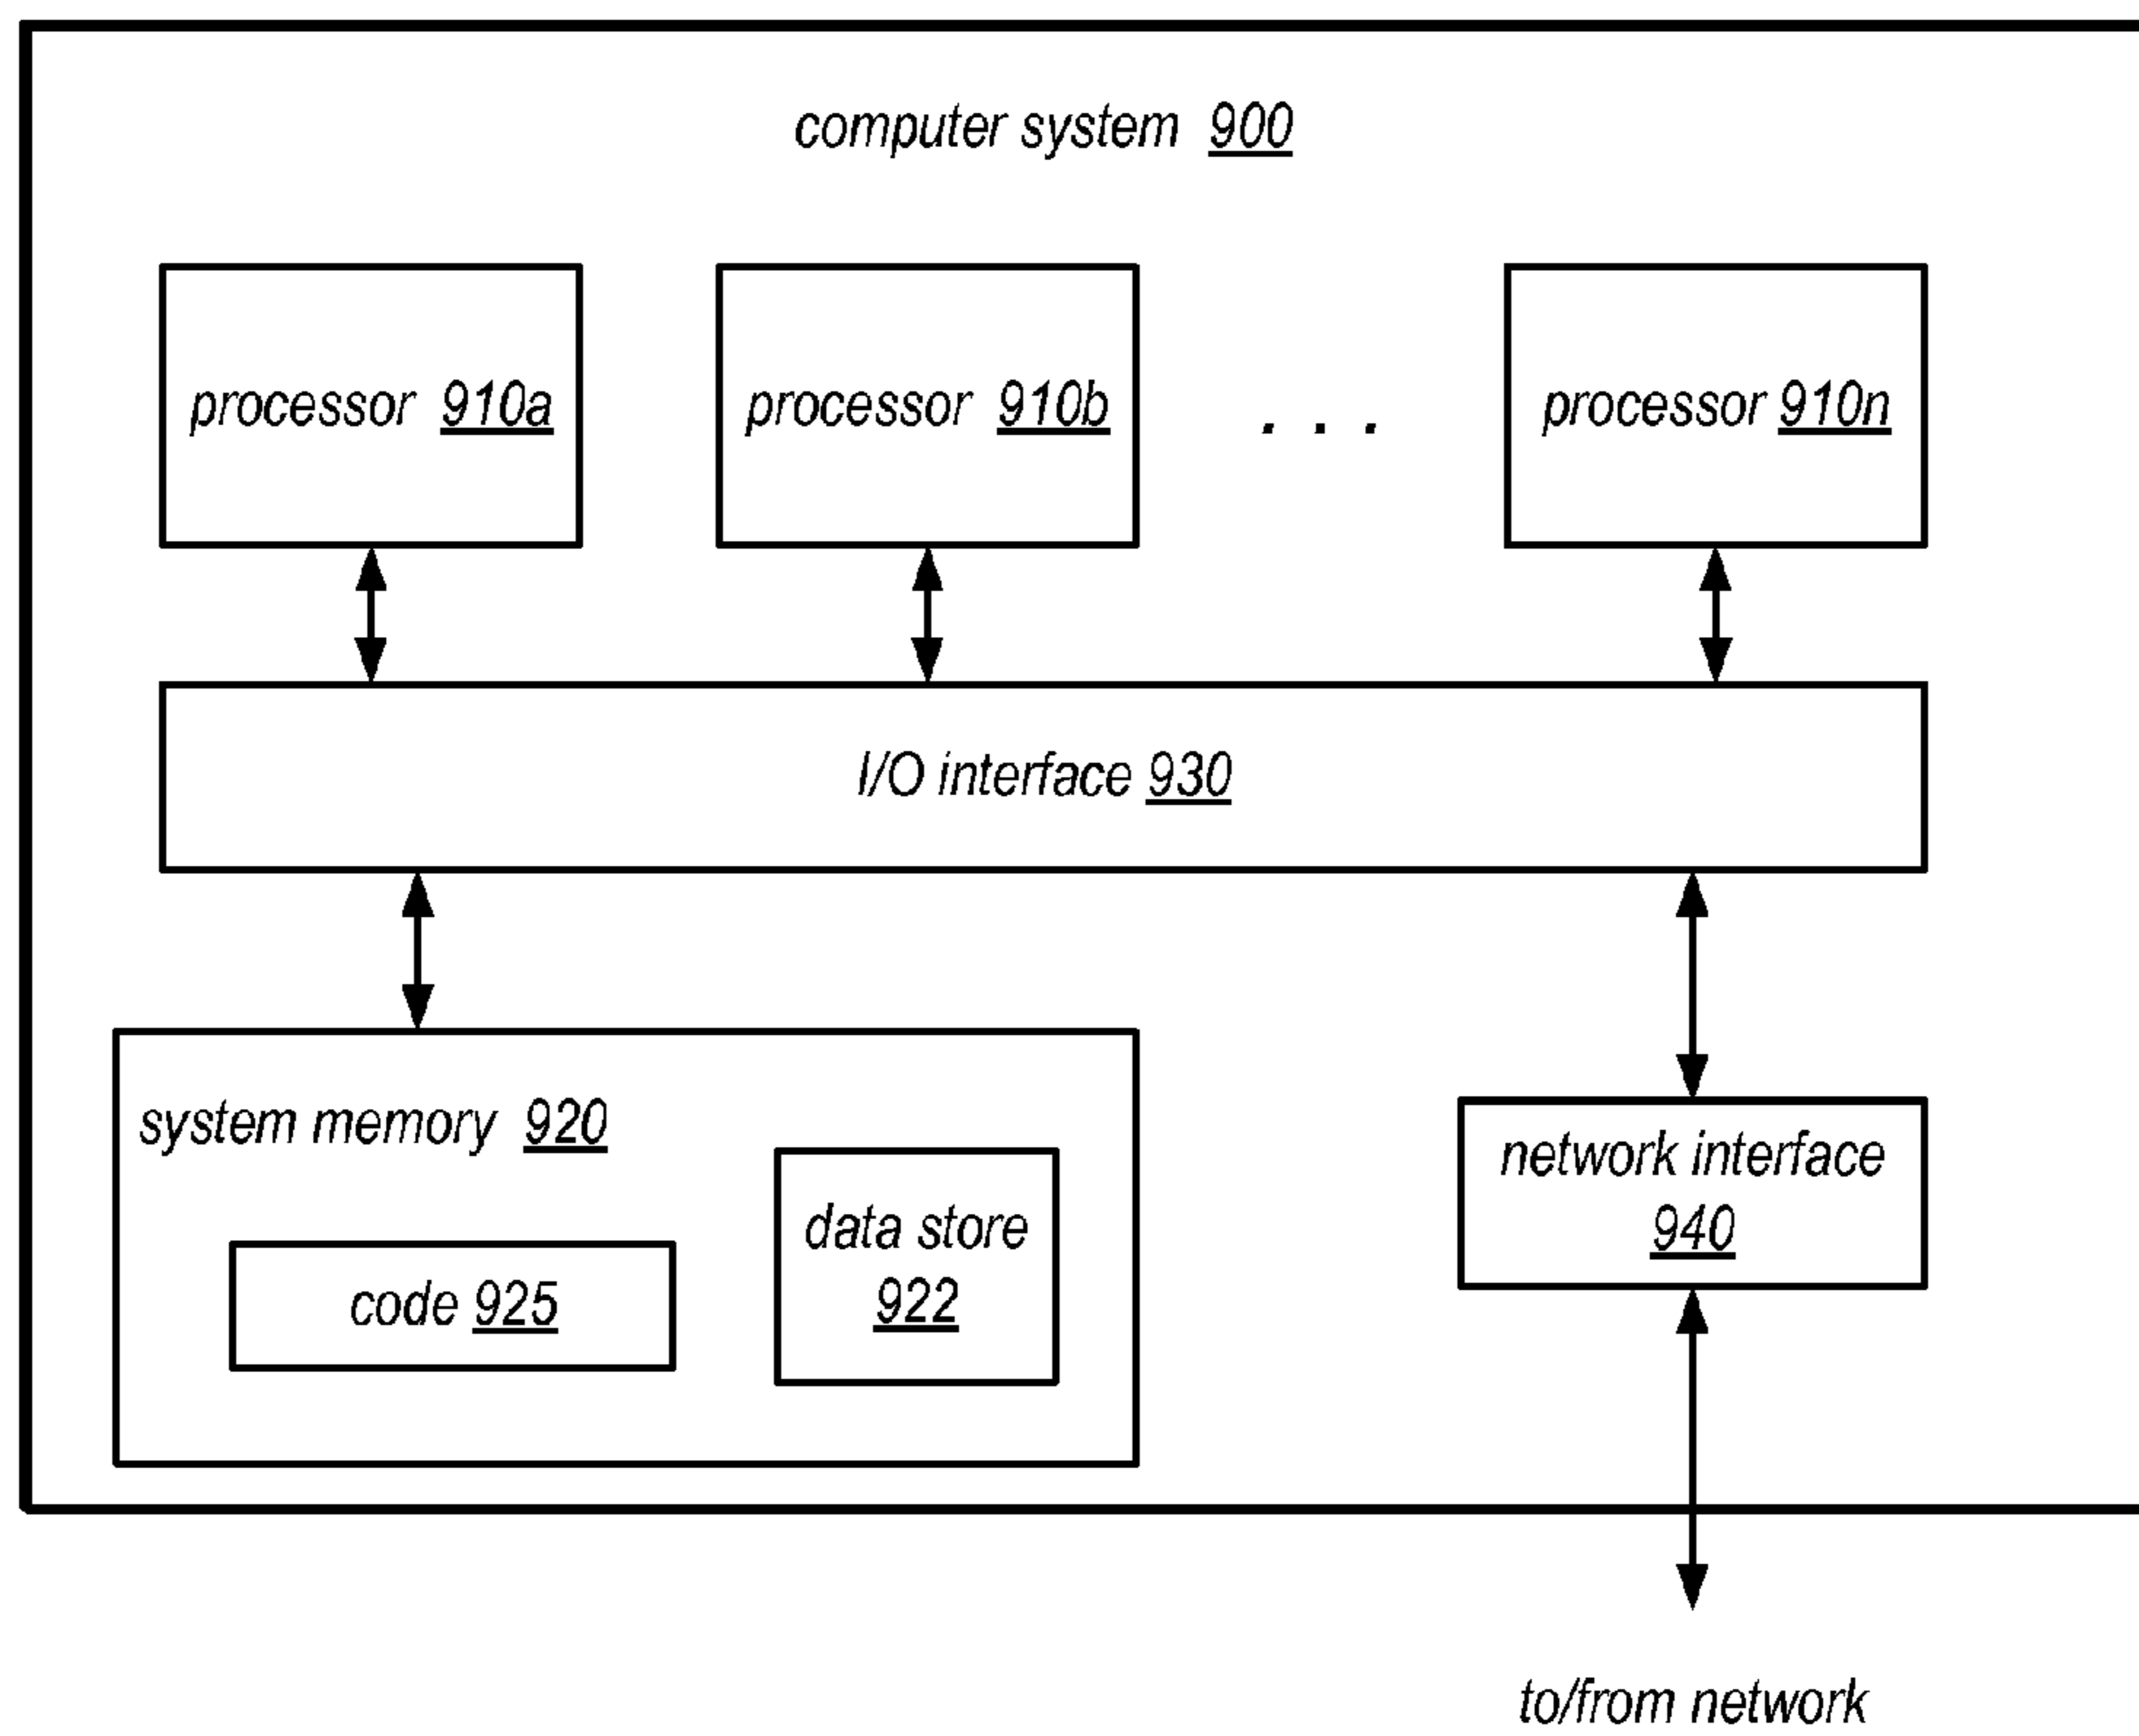 computer system 900
processor 910a
processor 910b
. . .
processor 910n
I/O interface 930
system memory 920
code 925
data store
922
network interface
940
to/from network